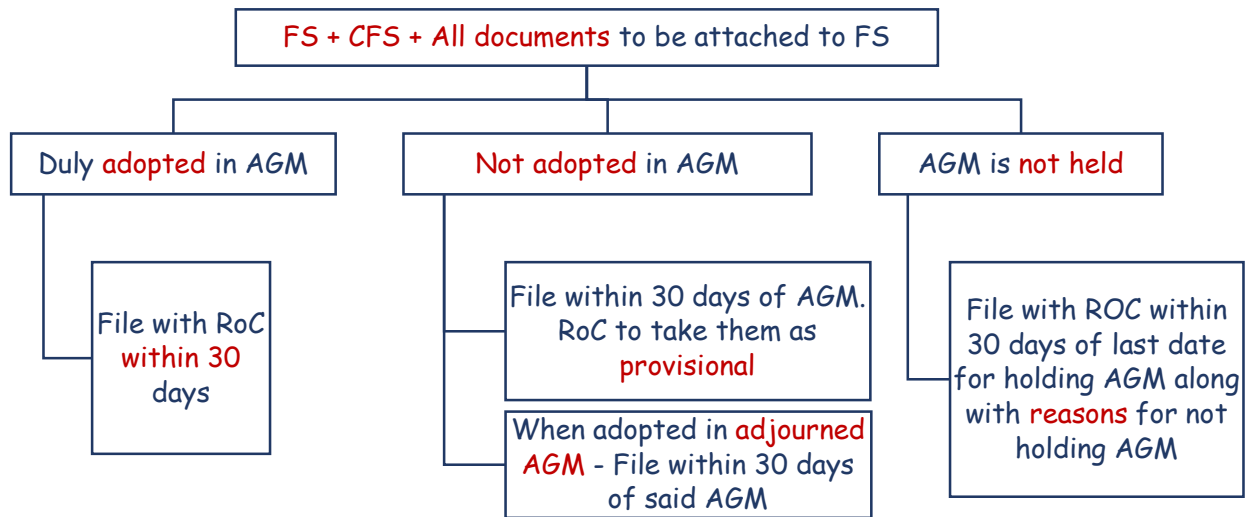 FS + CFS + All documents to be attached to FS
Duly adopted in AGM
Not adopted in AGM
AGM is not held
File with RoC
within 30
days
File within 30 days of AGM.
RoC to take them as
provisional
When adopted in adjourned
AGM - File within 30 days
of said AGM
File with ROC within
30 days of last date
for holding AGM along
with reasons for not
holding AGM